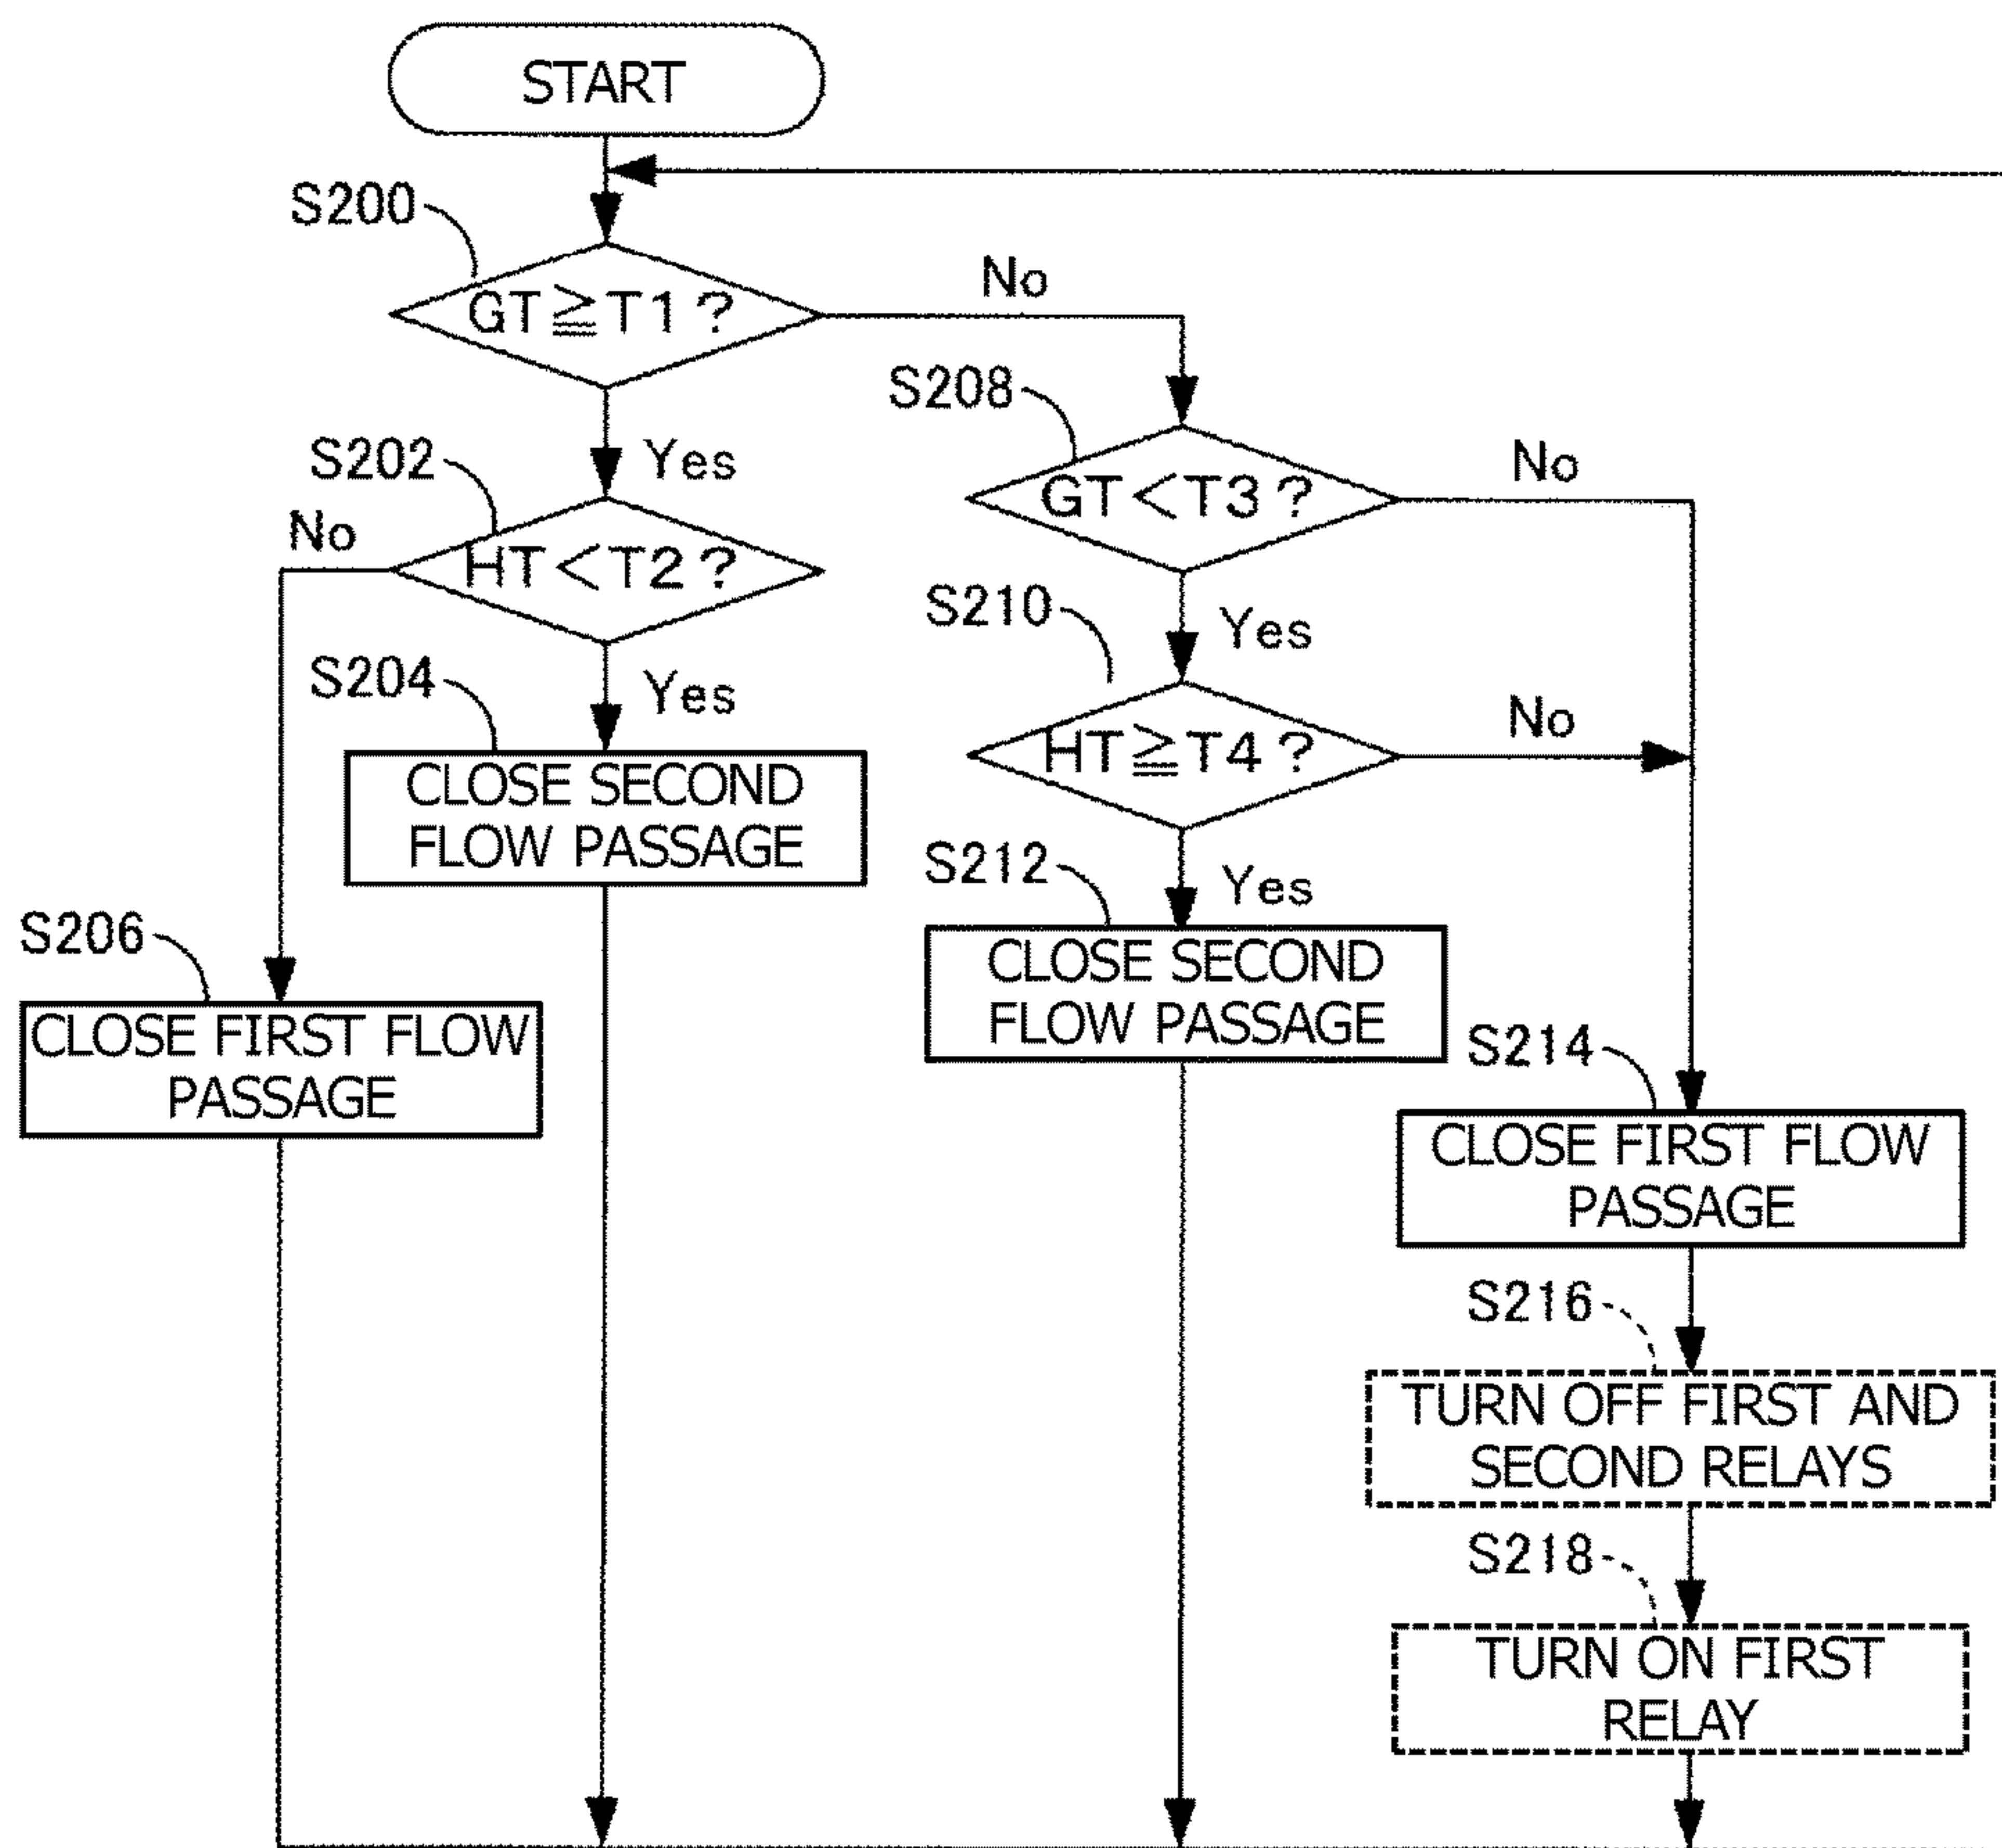 START
S200
GT≧T1?
No
S208
S202
Yes
GT<T3?
No
No
HT<T2?
S210
Yes
S204
Yes
HT≧T4?
No
CLOSE SECOND
FLOW PASSAGE
S212
Yes
S206
CLOSE SECOND
FLOW PASSAGE
CLOSE FIRST FLOW
PASSAGE
S214
CLOSE FIRST FLOW
PASSAGE
S216
TURN OFF FIRST AND
SECOND RELAYS
S218
TURN ON FIRST
RELAY